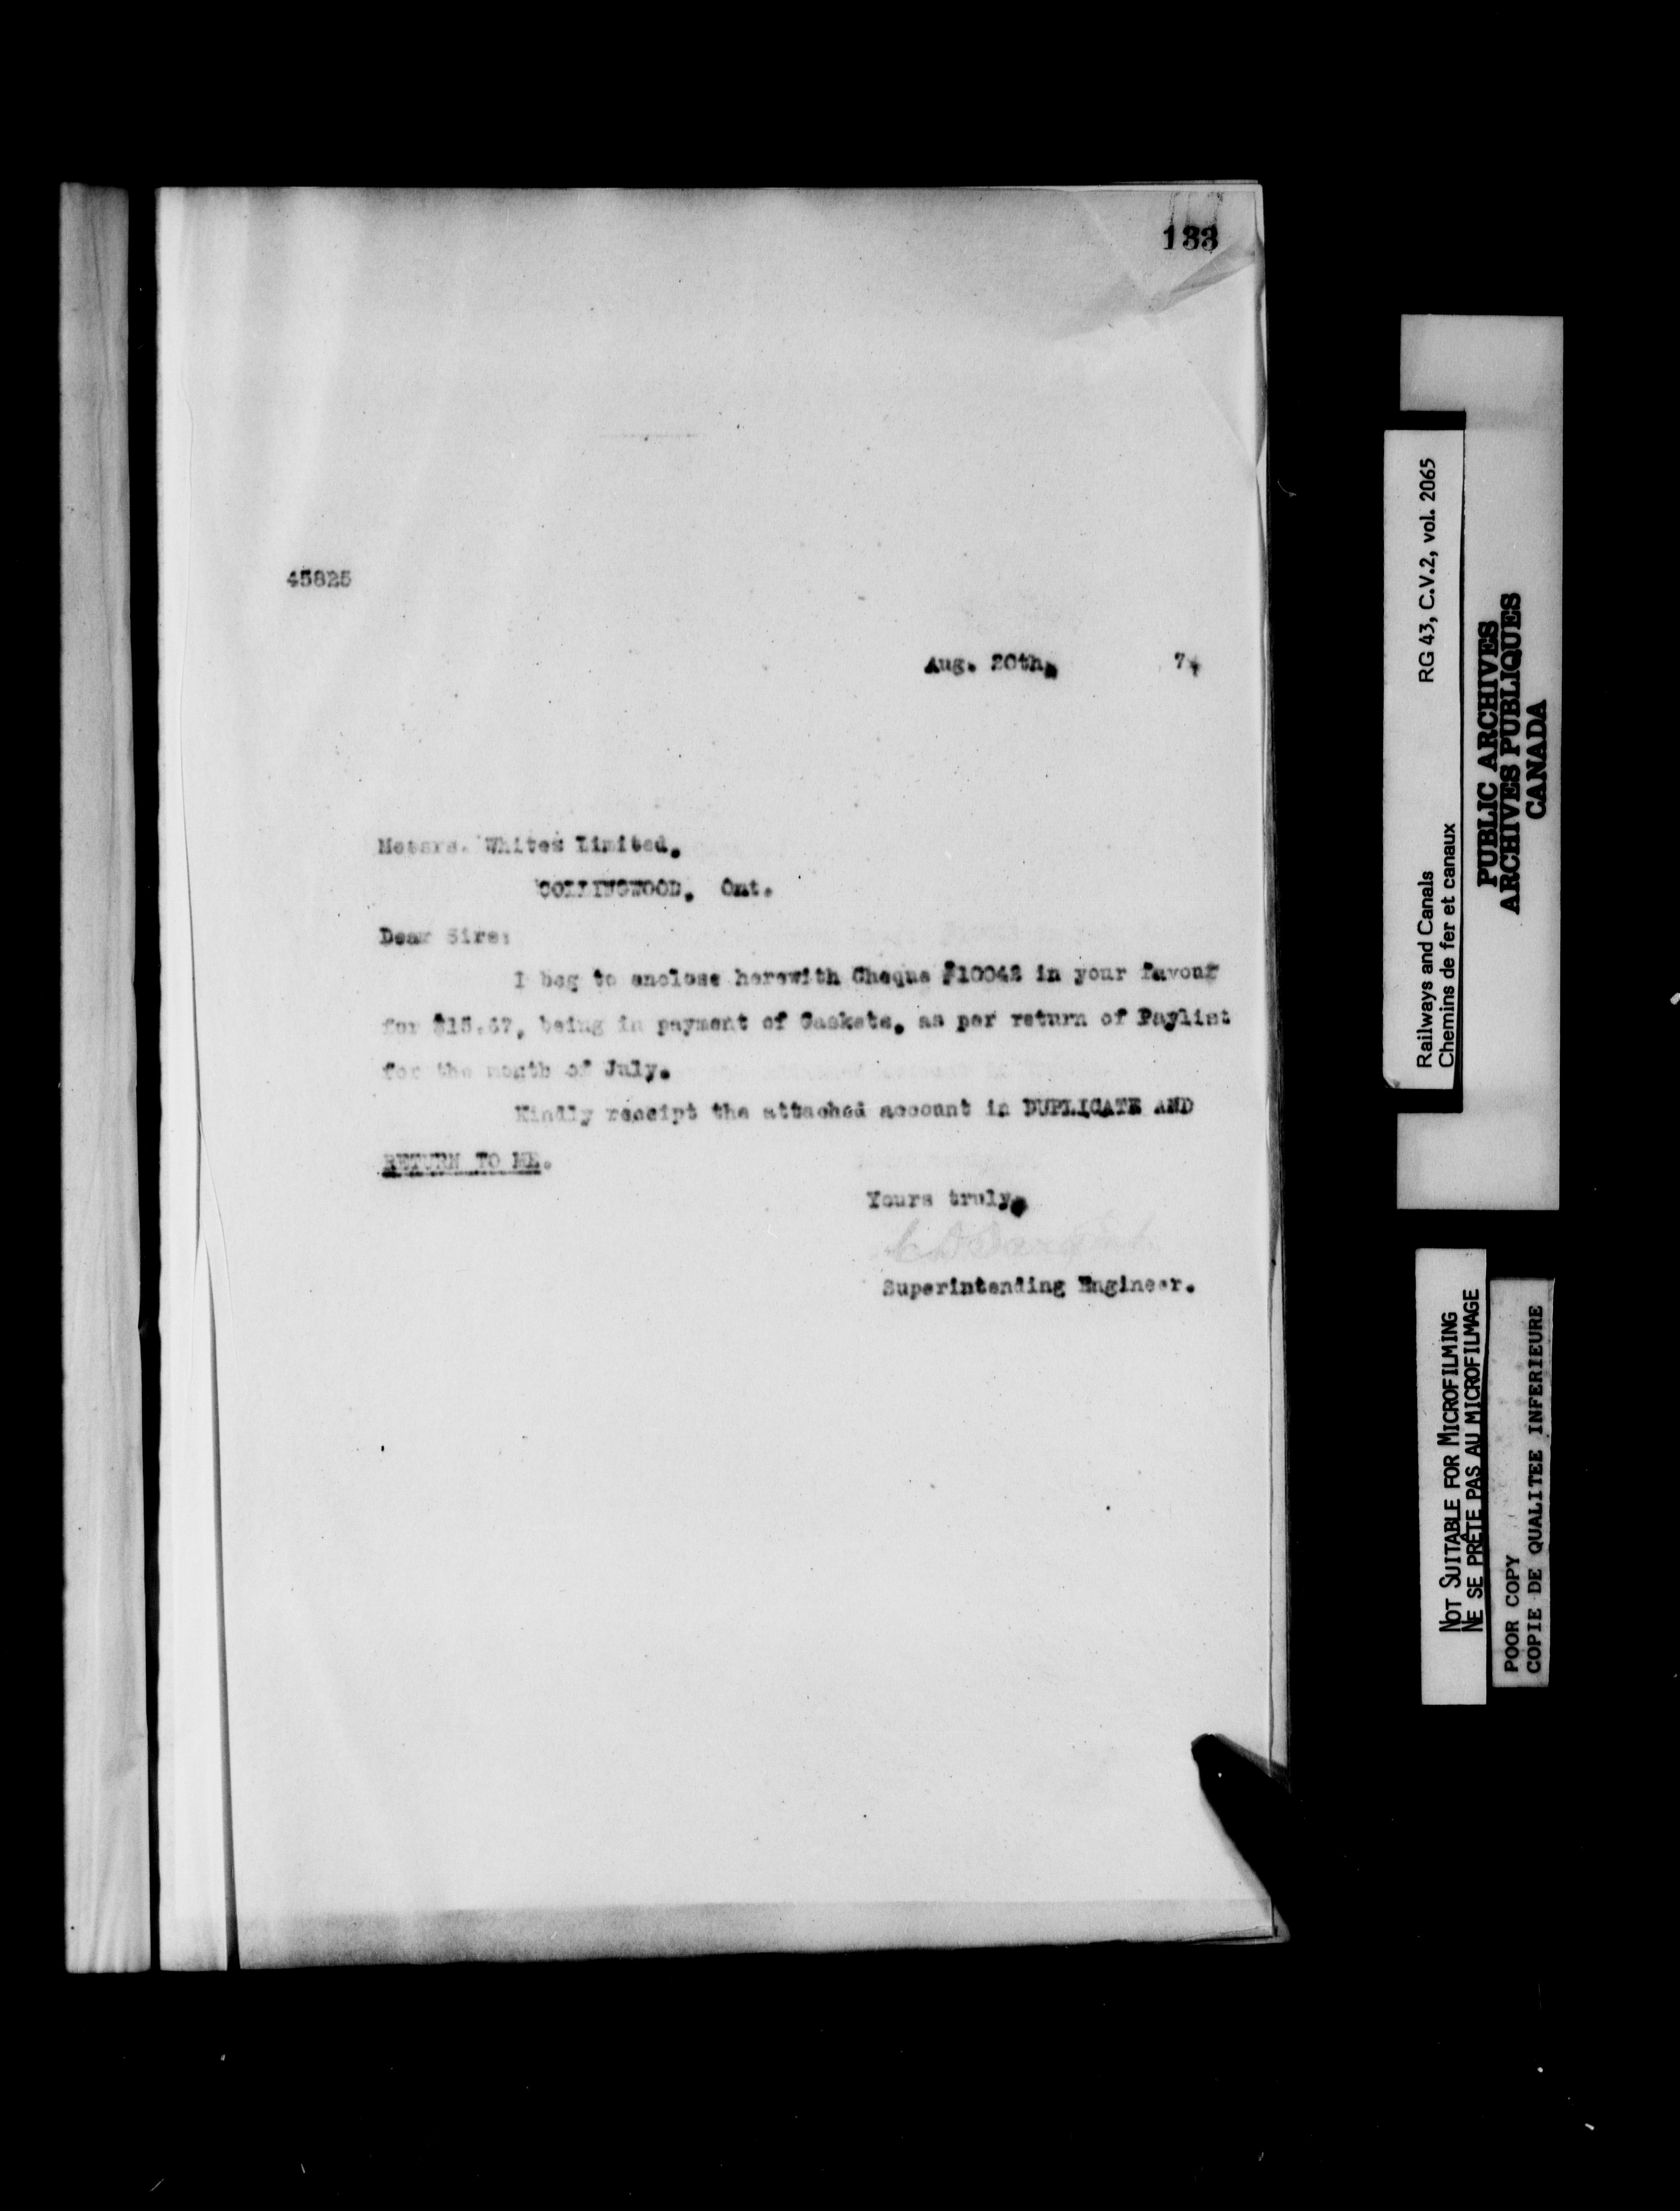 133
45825
Aug. 20th, 7,
Messrs. Whites Limited,
COLLINGWOOD, Ont.
Dear Sirs:
I beg to enclose herewith Cheque #10042 in your favour
for $15.67, being in payment of Gaskets, as per return of Paylist
for the month of July.
Kindly receipt the attached account in DUPLICATE AND
RETURN TO ME.
Yours truly,
Superintending Engineer.
Railways and Canals RG 43, C.V.2, vol. 2065
Chemins de fer et canaux
PUBLIC ARCHIVES
ARCHIVES PUBLIQUES
CANADA
NOT SUITABLE FOR MICROFILMING
NE SE PRÊTE PAS AU MICROFILMAGE
POOR COPY
COPIE DE QUALITEE INFERIEURE